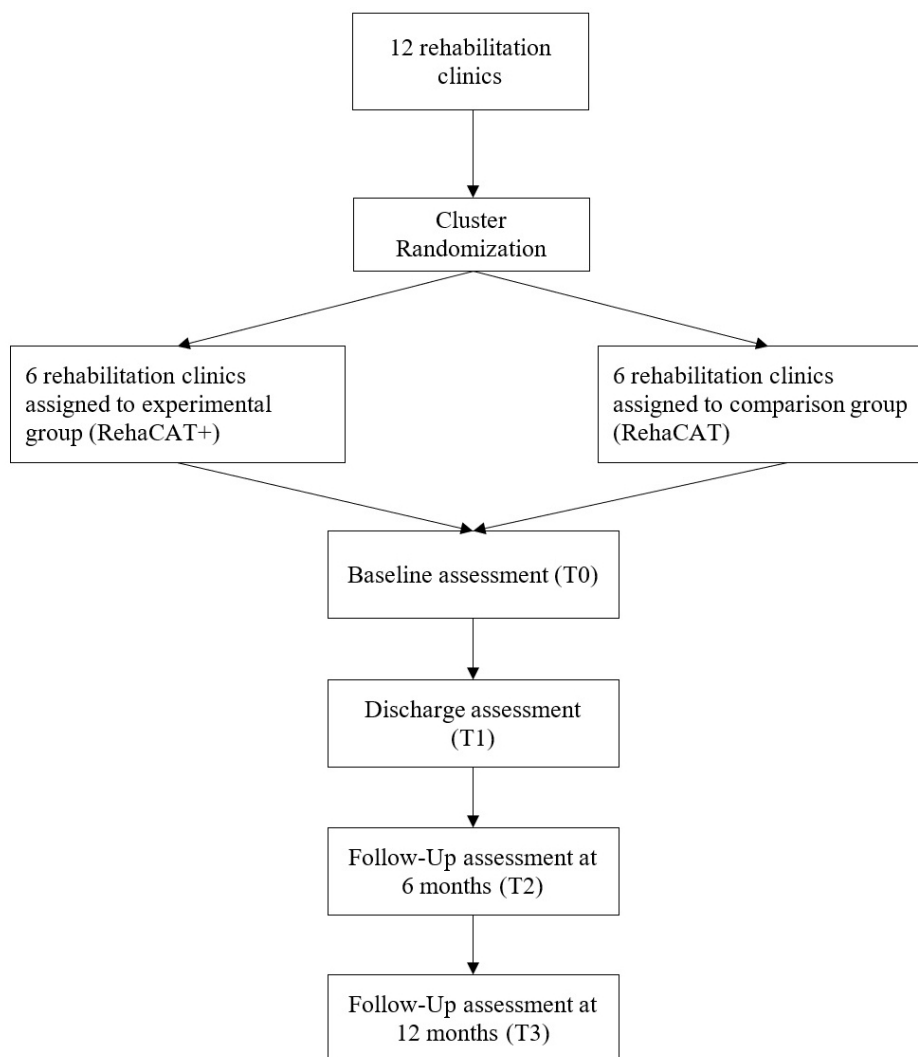 12 rehabilitation
clinics
Cluster
Randomization
6 rehabilitation clinics
assigned to experimental
group (RehaCAT+)
6 rehabilitation clinics
assigned to comparison group
(RehaCAT)
Baseline assessment (T0)
Discharge assessment
(T1)
Follow-Up assessment at
6 months (T2)
Follow-Up assessment at
12 months (T3)